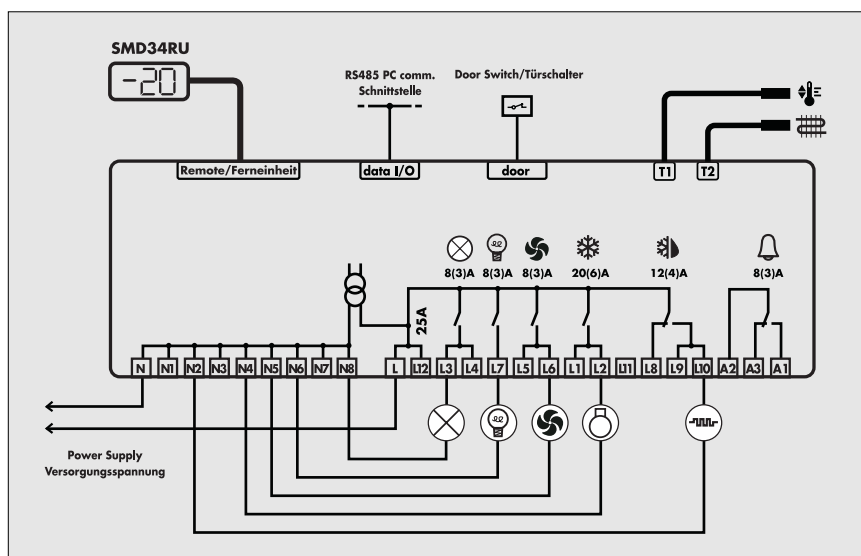 SMD34RU
-20
RS485 PC comm.
Schnittstelle
Door Switch/Türschalter
Remote/Ferneinheit
data I/O
door
T1
T2
8(3)A
8(3)A
8(3)A
20(6)A
12(4)A
8(3)A
25A
N
N1
N2
N3
N4
N5
N6
N7
N8
L
L12
L3
L4
L7
L5
L6
L1
L2
L11
L8
L9
L10
A2
A3
A1
Power Supply
Versorgungsspannung